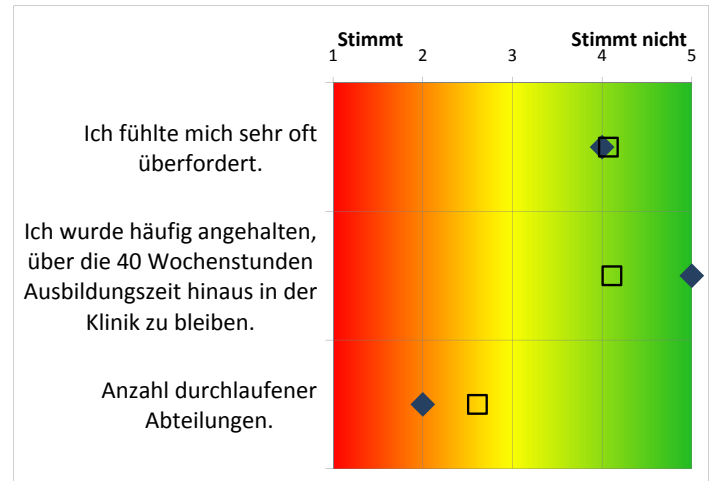 Stimmt Stimmt nicht
1 2 3 4 5
Ich fühlte mich sehr oft
überfordert.
Ich wurde häufig angehalten,
über die 40 Wochenstunden
Ausbildungszeit hinaus in der
Klinik zu bleiben.
Anzahl durchlaufener
Abteilungen.